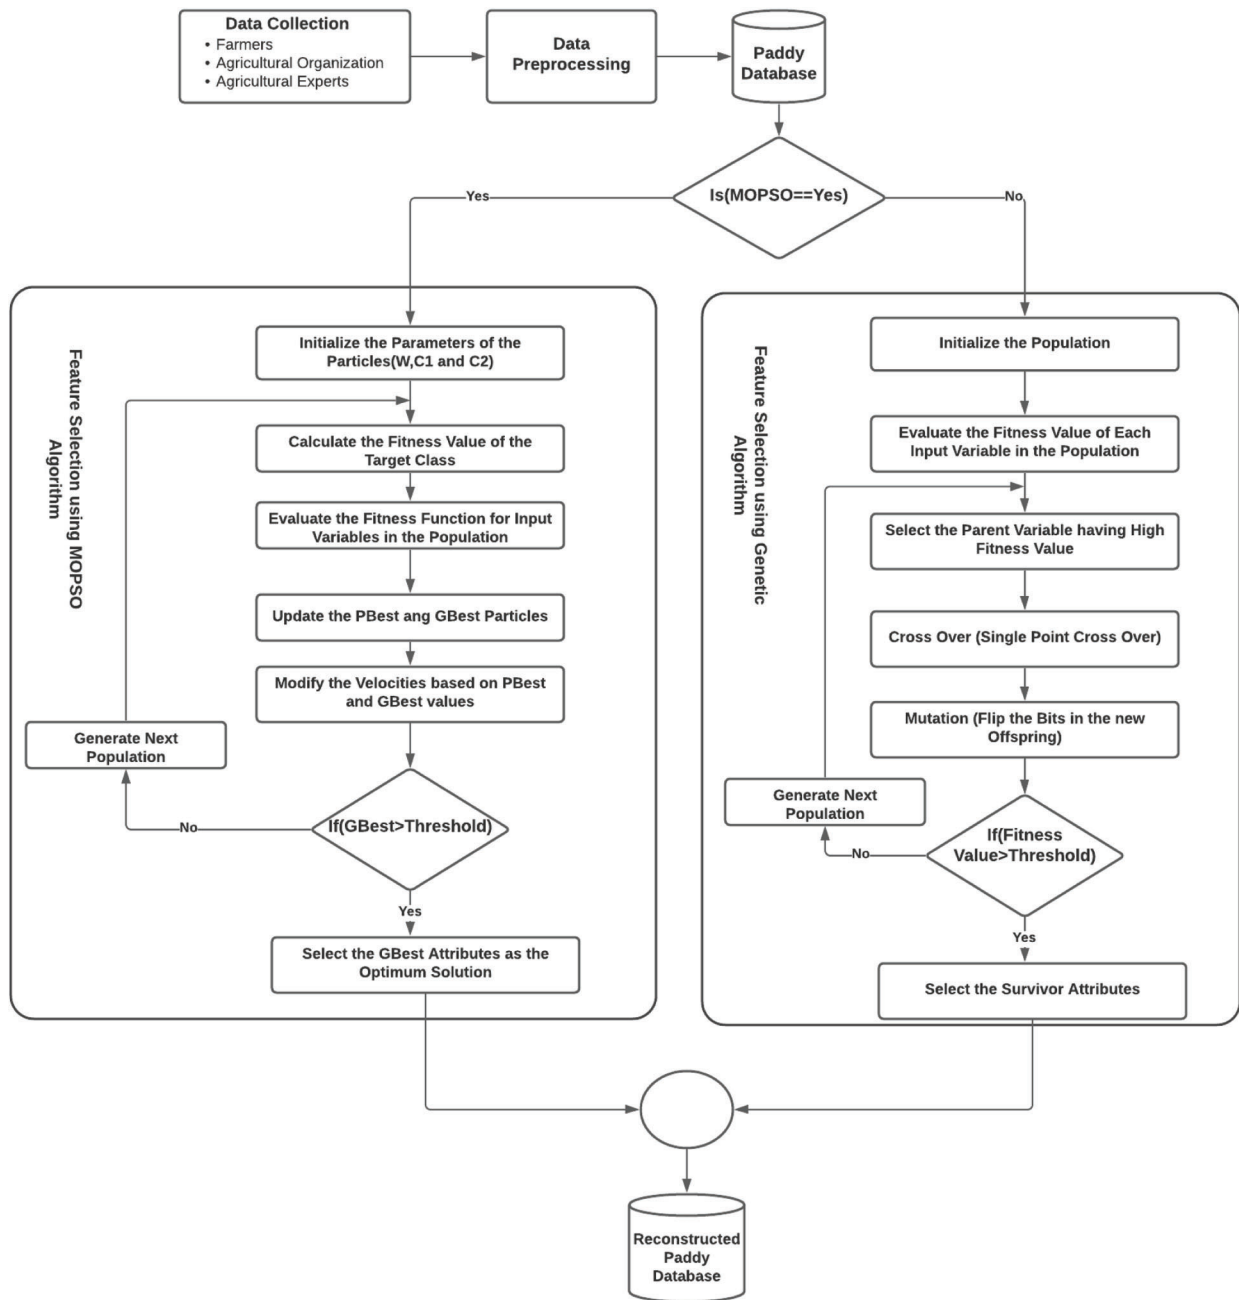 Data Collection
• Farmers
• Agricultural Organization
• Agricultural Experts
Data
Preprocessing
Paddy
Database
Is(MOPSO==Yes)
Yes
No
Feature Selection using MOPSO
Algorithm
Initialize the Parameters of the
Particles(W,C1 and C2)
Calculate the Fitness Value of the
Target Class
Evaluate the Fitness Function for Input
Variables in the Population
Update the PBest ang GBest Particles
Modify the Velocities based on PBest
and GBest values
Generate Next
Population
If(GBest>Threshold)
No
Yes
Select the GBest Attributes as the
Optimum Solution
Feature Selection using Genetic
Algorithm
Initialize the Population
Evaluate the Fitness Value of Each
Input Variable in the Population
Select the Parent Variable having High
Fitness Value
Cross Over (Single Point Cross Over)
Mutation (Flip the Bits in the new
Offspring)
Generate Next
Population
If(Fitness
Value>Threshold)
No
Yes
Select the Survivor Attributes
Reconstructed
Paddy
Database